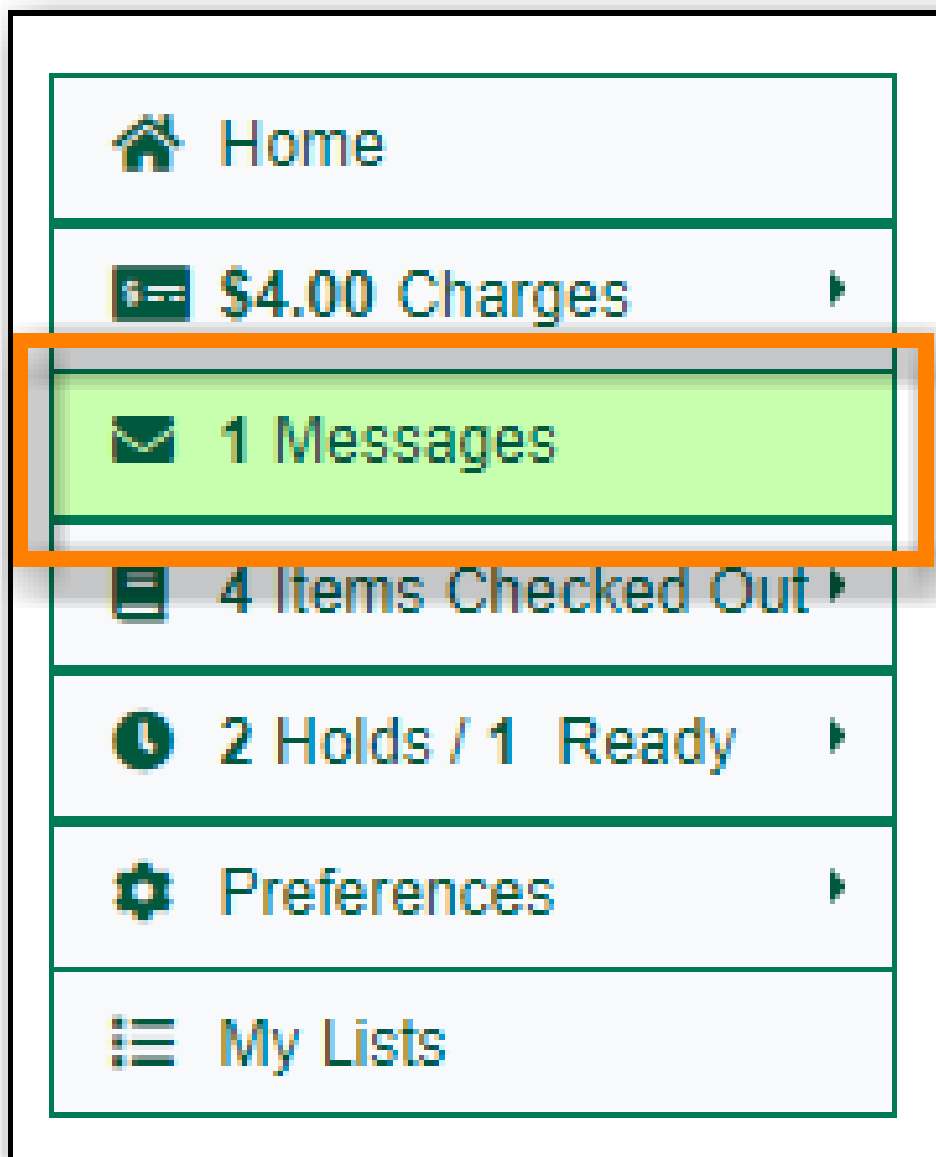 Home
$4.00 Charges
1 Messages
4 Items Checked Out
2 Holds / 1 Ready
Preferences
My Lists